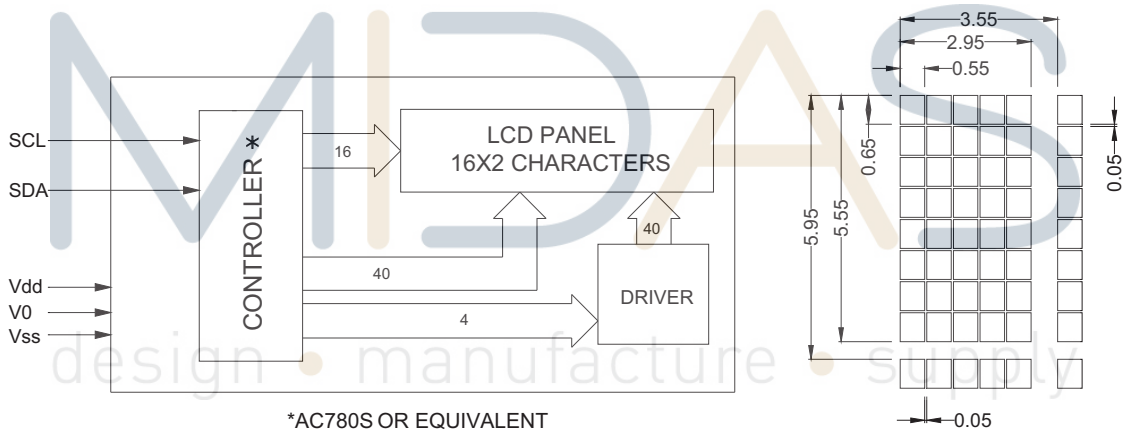 MIDAS
3.55
2.95
0.55
SCL
SDA
Vdd
V0
Vss
CONTROLLER *
16
LCD PANEL
16X2 CHARACTERS
40
40
DRIVER
4
0.65
0.05
5.95
5.55
0.05
design • manufacture • supply
*AC780S OR EQUIVALENT